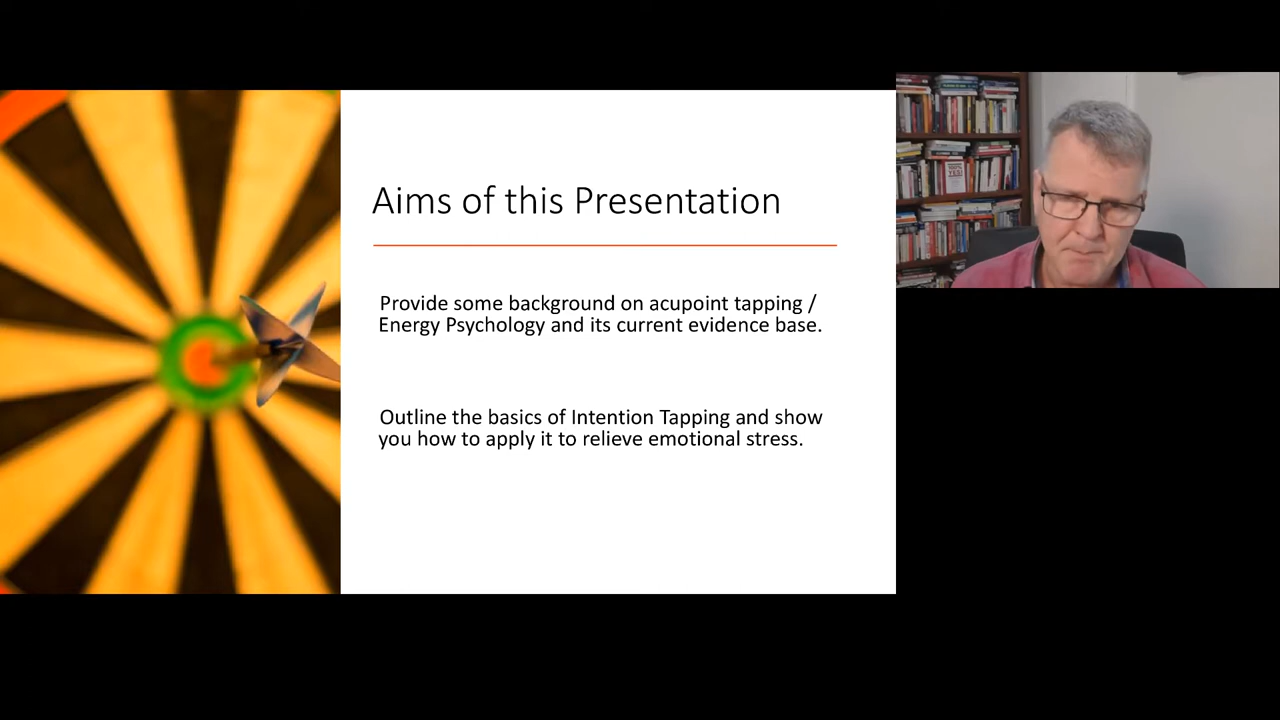 Aims of this Presentation
Provide some background on acupoint tapping /
Energy Psychology and its current evidence base.
Outline the basics of Intention Tapping and show
you how to apply it to relieve emotional stress.
YES!